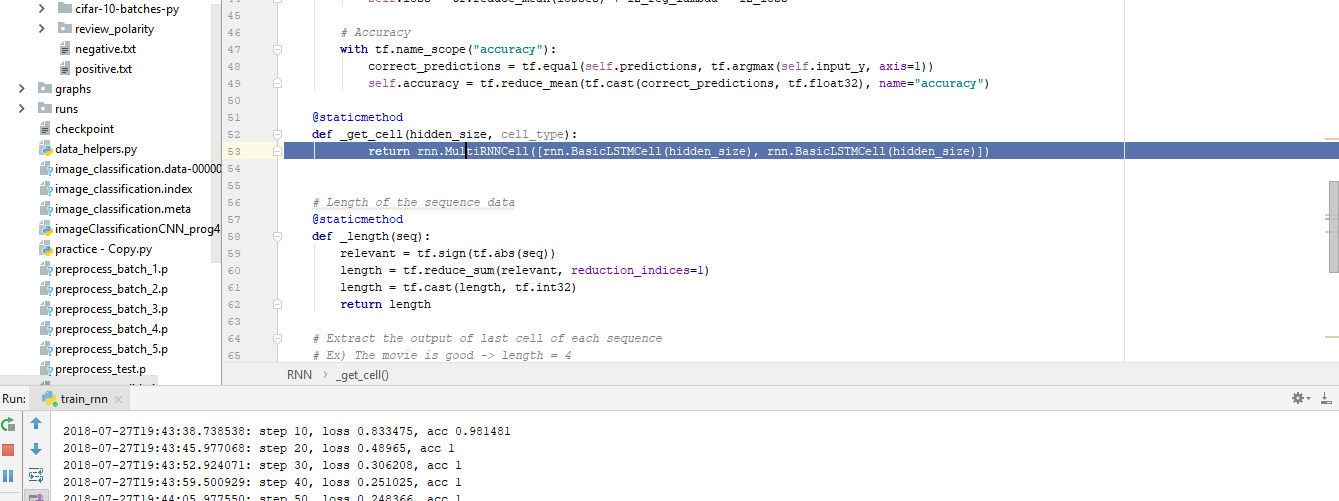 cifar-10-batches-py
review_polarity
negative.txt
positive.txt
graphs
runs
checkpoint
data_helpers.py
image_classification.data-00000
image_classification.index
image_classification.meta
imageClassificationCNN_prog4
practice - Copy.py
preprocess_batch_1.p
preprocess_batch_2.p
preprocess_batch_3.p
preprocess_batch_4.p
preprocess_batch_5.p
preprocess_test.p
45
46 # Accuracy
47 with tf.name_scope("accuracy"):
48 correct_predictions = tf.equal(self.predictions, tf.argmax(self.input_y, axis=1))
49 self.accuracy = tf.reduce_mean(tf.cast(correct_predictions, tf.float32), name="accuracy")
50
51 @staticmethod
52 def _get_cell(hidden_size, cell_type):
53 return rnn.MultiRNNCell([rnn.BasicLSTMCell(hidden_size), rnn.BasicLSTMCell(hidden_size)])
54
55
56 # Length of the sequence data
57 @staticmethod
58 def _length(seq):
59 relevant = tf.sign(tf.abs(seq))
60 length = tf.reduce_sum(relevant, reduction_indices=1)
61 length = tf.cast(length, tf.int32)
62 return length
63
64 # Extract the output of last cell of each sequence
65 # Ex) The movie is good -> length = 4
RNN > _get_cell()
Run: train_rnn
2018-07-27T19:43:38.738538: step 10, loss 0.833475, acc 0.981481
2018-07-27T19:43:45.977068: step 20, loss 0.48965, acc 1
2018-07-27T19:43:52.924071: step 30, loss 0.306208, acc 1
2018-07-27T19:43:59.500929: step 40, loss 0.251025, acc 1
2018-07-27T19:44:05.977550: step 50, loss 0.248366, acc 1